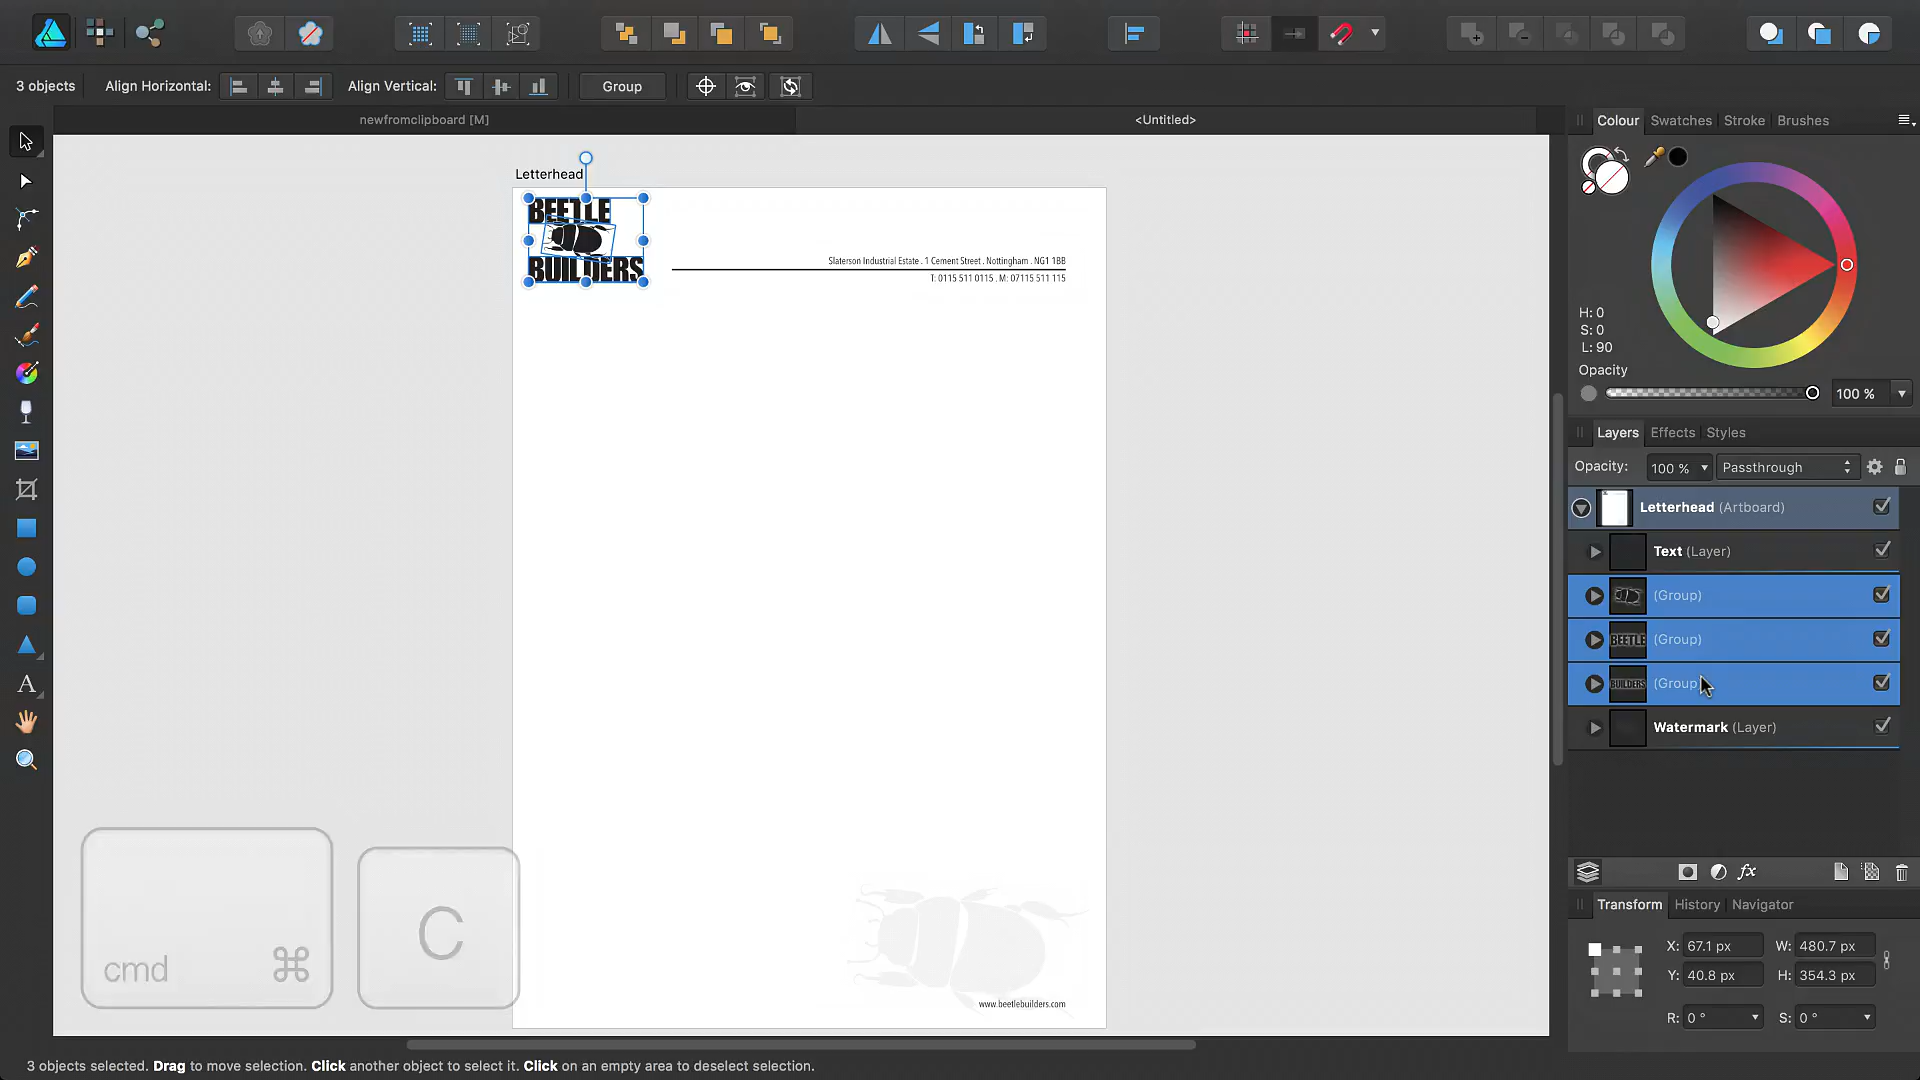 3 objects
Align Horizontal:
Align Vertical:
Group
newfromclipboard [M]
<Untitled>
Colour
Swatches
Stroke
Brushes
Letterhead
BEETLE
BUILDERS
Slaterson Industrial Estate . 1 Cement Street . Nottingham . NG1 1BB
T: 0115 511 0115 . M: 07115 511 115
H: 0
S: 0
L: 90
Opacity
100 %
Layers
Effects
Styles
Opacity:
100 %
Passthrough
Letterhead (Artboard)
Text (Layer)
(Group)
BEETLE
(Group)
BUILDERS
(Group
Watermark (Layer)
fx
Transform
History
Navigator
X: 67.1 px
W: 480.7 px
Y: 40.8 px
H: 354.3 px
R: 0 °
S: 0 °
cmd ⌘
C
www.beetlebuilders.com
A
3 objects selected. Drag to move selection. Click another object to select it. Click on an empty area to deselect selection.